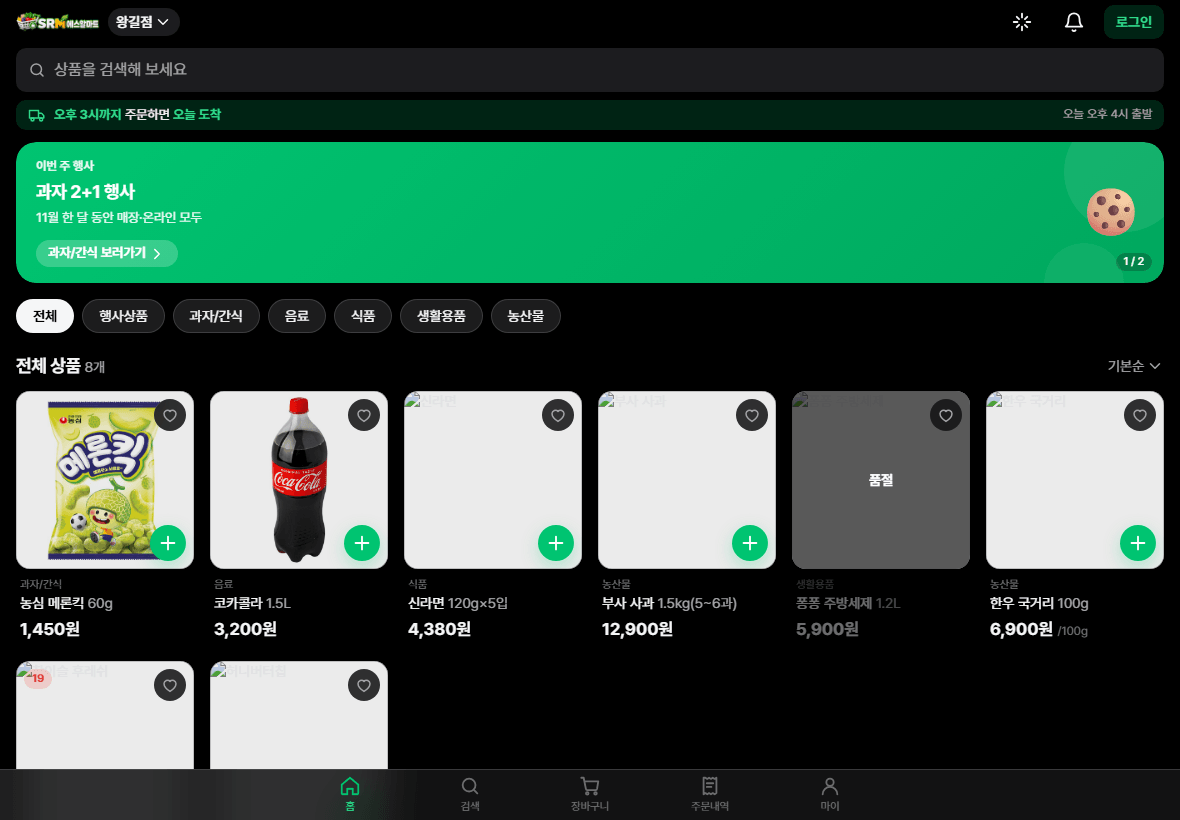 SRM에스알마트
왕길점
로그인
상품을 검색해 보세요
오후 3시까지 주문하면 오늘 도착
오늘 오후 4시 출발
이번 주 행사
과자 2+1 행사
11월 한 달 동안 매장·온라인 모두
과자/간식 보러가기
1 / 2
전체
행사상품
과자/간식
음료
식품
생활용품
농산물
전체 상품 8개
기본순
농심
메론킥
Coca-Cola
신라면
부사 사과
품절
한우 국거리
과자/간식
농심 메론킥 60g
1,450원
음료
코카콜라 1.5L
3,200원
식품
신라면 120g×5입
4,380원
농산물
부사 사과 1.5kg(5~6과)
12,900원
생활용품
퐁퐁 주방세제 1.2L
5,900원
농산물
한우 국거리 100g
6,900원 /100g
19
홈
검색
장바구니
주문내역
마이